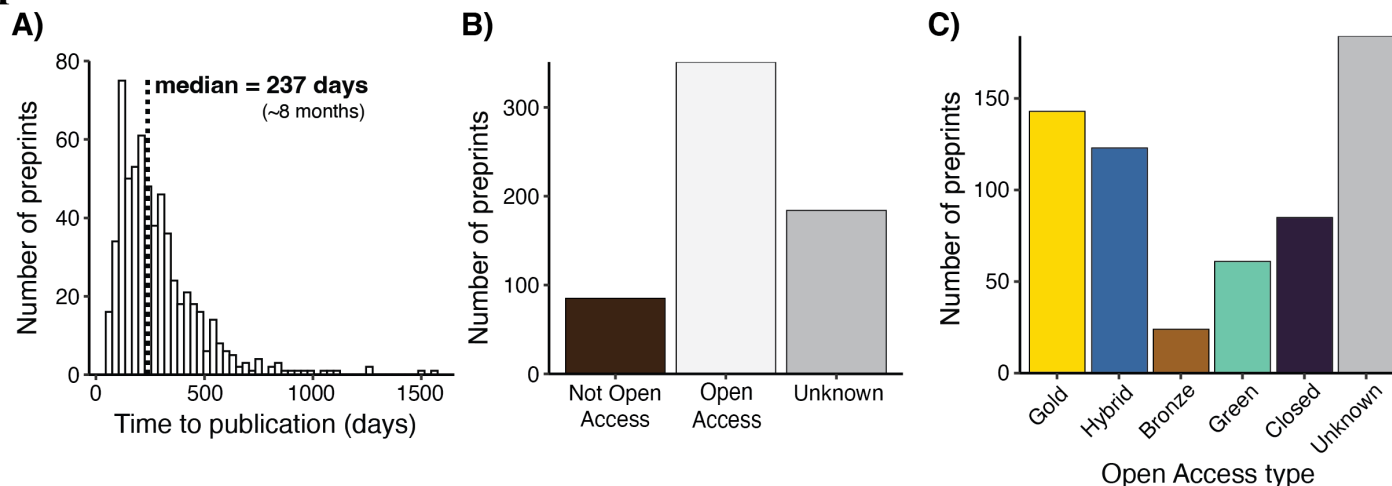 A)
Number of preprints
80
60
40
20
0
median = 237 days
(~8 months)
0 500 1000 1500
Time to publication (days)
B)
Number of preprints
300
200
100
0
Not Open Access
Open Access
Unknown
C)
Number of preprints
150
100
50
0
Gold
Hybrid
Bronze
Green
Closed
Unknown
Open Access type